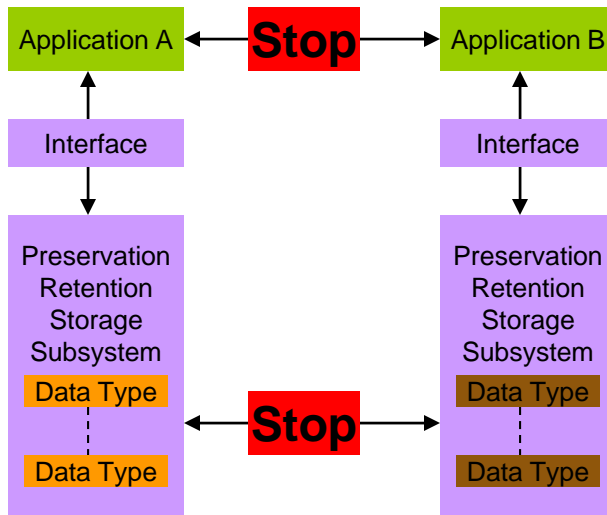 Application A
Stop
Application B
Interface
Interface
Preservation
Retention
Storage
Subsystem
Data Type
Data Type
Preservation
Retention
Storage
Subsystem
Data Type
Data Type
Stop